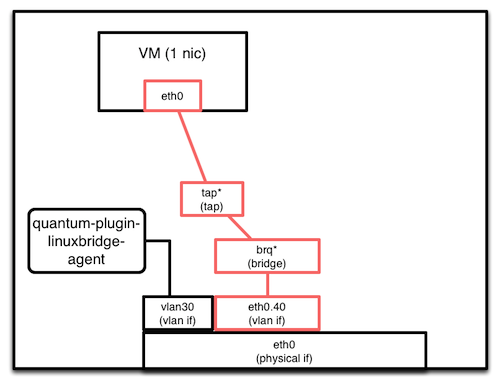 VM (1 nic)
eth0
tap*
(tap)
quantum-plugin-
linuxbridge-
agent
brq*
(bridge)
vlan30
(vlan if)
eth0.40
(vlan if)
eth0
(physical if)